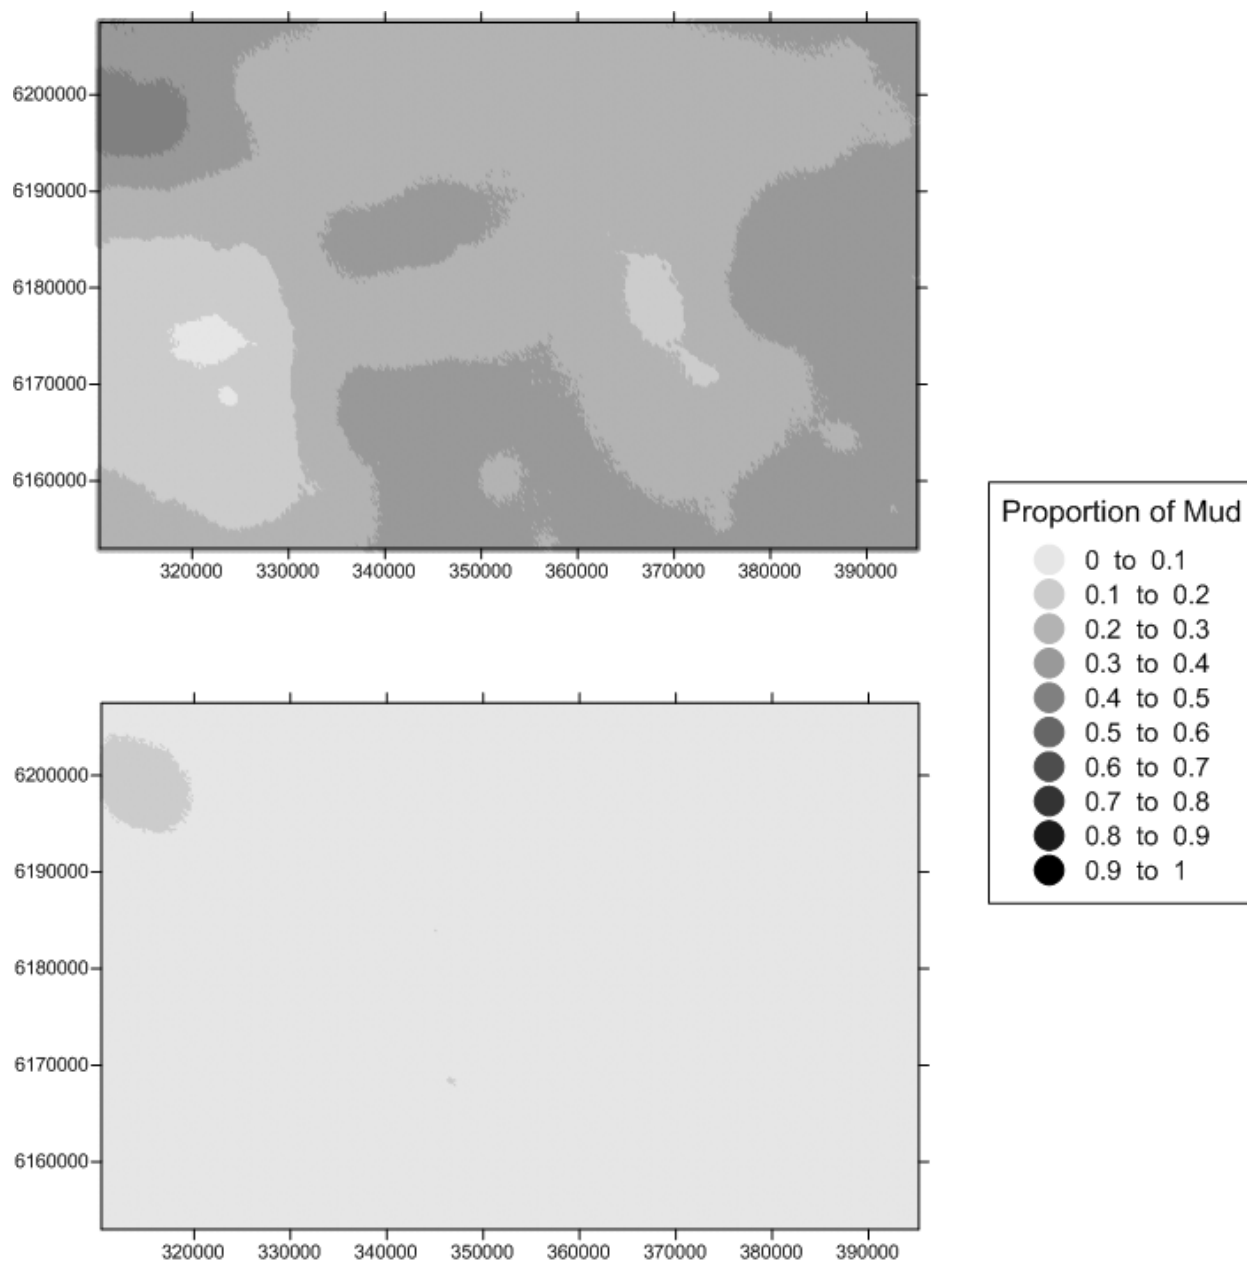 6200000
6190000
6180000
6170000
6160000
320000 330000 340000 350000 360000 370000 380000 390000
Proportion of Mud
0 to 0.1
0.1 to 0.2
0.2 to 0.3
0.3 to 0.4
0.4 to 0.5
0.5 to 0.6
0.6 to 0.7
0.7 to 0.8
0.8 to 0.9
0.9 to 1
6200000
6190000
6180000
6170000
6160000
320000 330000 340000 350000 360000 370000 380000 390000